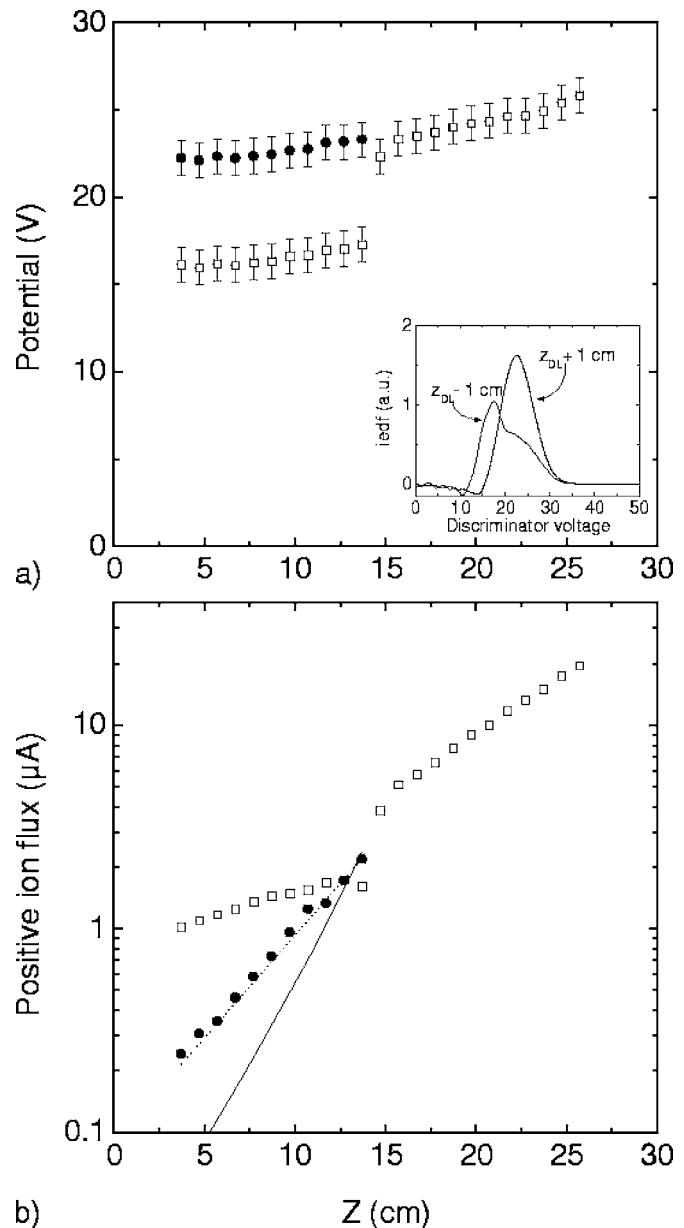 30
20
10
0
Potential (V)
2
1
0
iedf (a.u.)
z_DL - 1 cm
z_DL + 1 cm
0 10 20 30 40 50
Discriminator voltage
0 5 10 15 20 25 30
a)
10
1
0.1
Positive ion flux (µA)
0 5 10 15 20 25 30
b)
Z (cm)